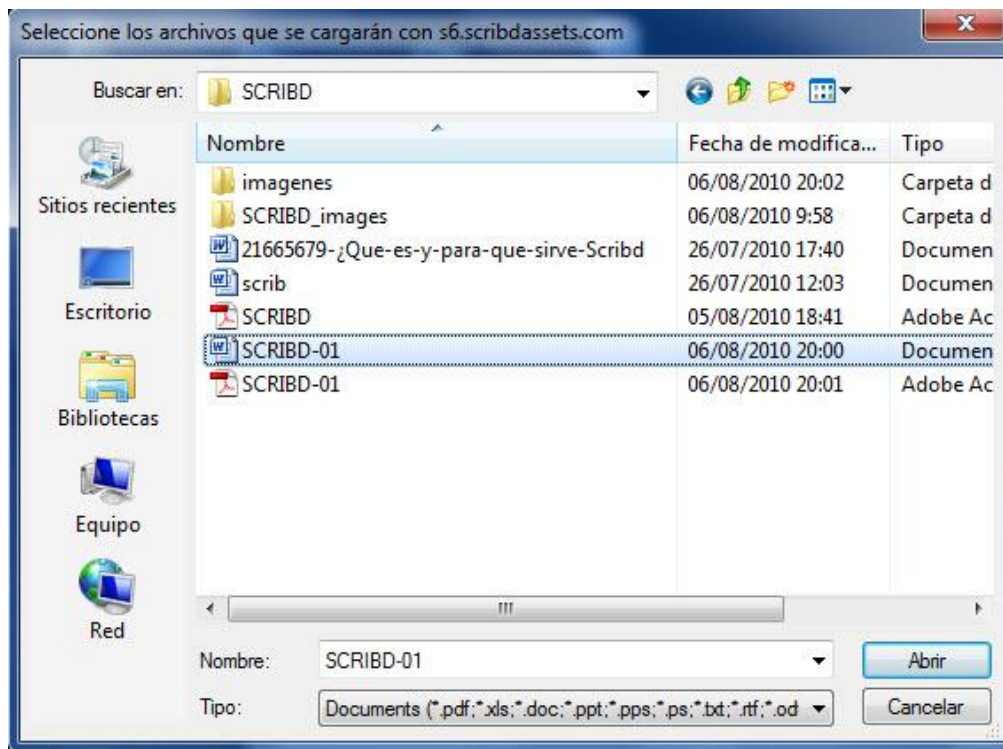 Seleccione los archivos que se cargarán con s6.scribdassets.com
Buscar en: SCRIBD
Nombre Fecha de modifica... Tipo
imagenes 06/08/2010 20:02 Carpeta d
SCRIBD_images 06/08/2010 9:58 Carpeta d
21665679-¿Que-es-y-para-que-sirve-Scribd 26/07/2010 17:40 Documen
scrib 26/07/2010 12:03 Documen
SCRIBD 05/08/2010 18:41 Adobe Ac
SCRIBD-01 06/08/2010 20:00 Documen
SCRIBD-01 06/08/2010 20:01 Adobe Ac
Sitios recientes
Escritorio
Bibliotecas
Equipo
Red
Nombre: SCRIBD-01 Abrir
Tipo: Documents (*.pdf;*.xls;*.doc;*.ppt;*.pps;*.ps;*.txt;*.rtf;*.od Cancelar